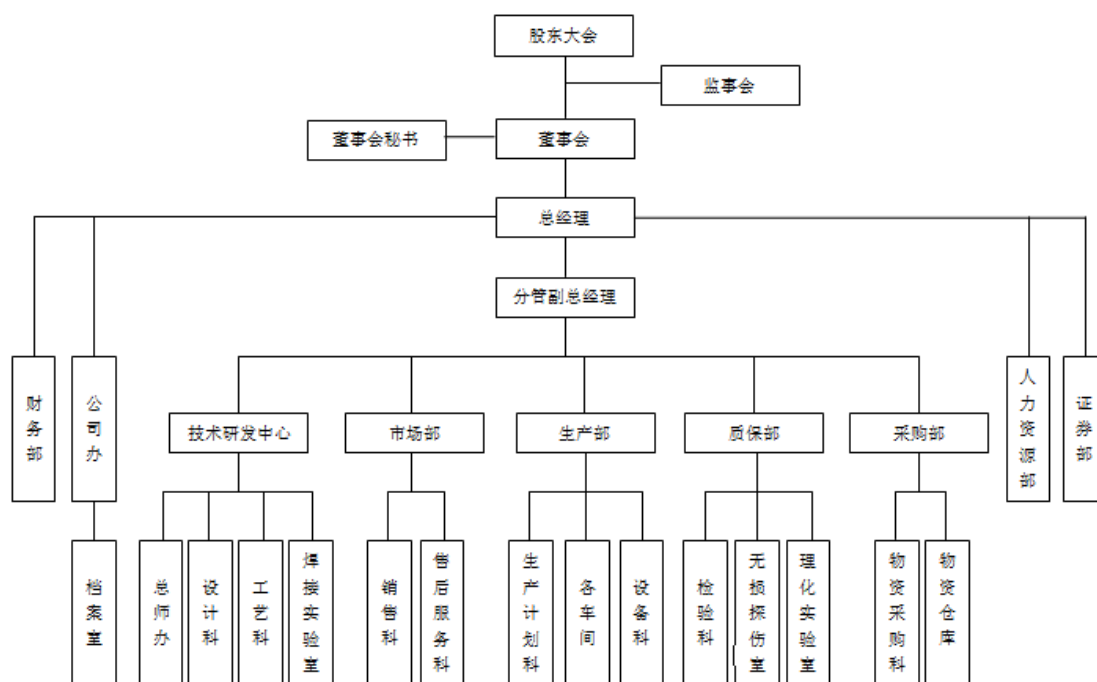 股东大会
监事会
董事会秘书
董事会
总经理
分管副总经理
财务部
公司办
人力资源部
证券部
技术研发中心
市场部
生产部
质保部
采购部
档案室
总师办
设计科
工艺科
焊接实验室
销售科
售后服务科
生产计划科
各车间
设备科
检验科
无损探伤室
理化实验室
物资采购科
物资仓库